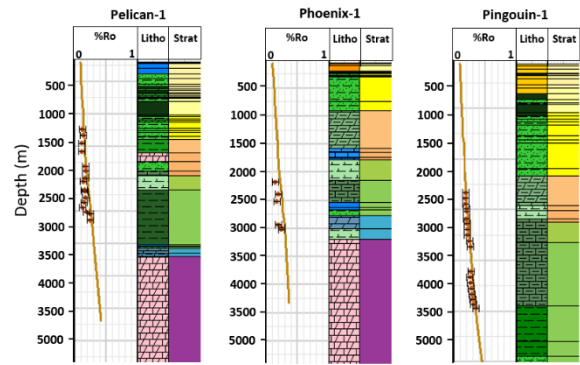 Pelican-1 Phoenix-1 Pingouin-1
%Ro Litho Strat %Ro Litho Strat %Ro Litho Strat
0 1 0 1 0 1
500 500 500
1000 1000 1000
1500 1500 1500
2000 2000 2000
2500 2500 2500
3000 3000 3000
3500 3500 3500
4000 4000 4000
4500 4500 4500
5000 5000 5000
Depth (m)